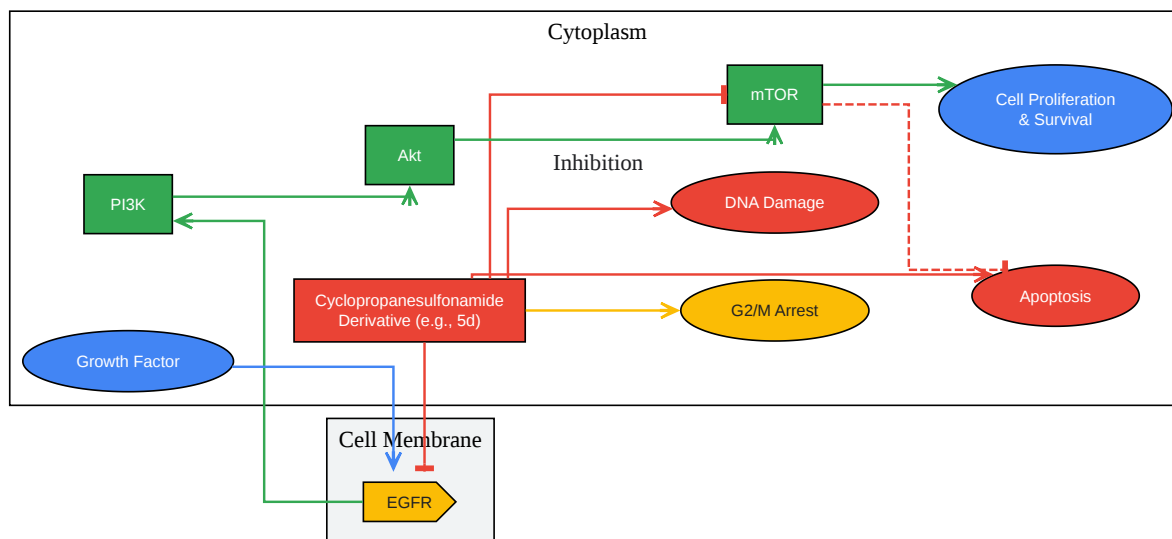 Cytoplasm
mTOR
Cell Proliferation
& Survival
Akt
Inhibition
PI3K
DNA Damage
Cyclopropanesulfonamide
Derivative (e.g., 5d)
G2/M Arrest
Apoptosis
Growth Factor
Cell Membrane
EGFR